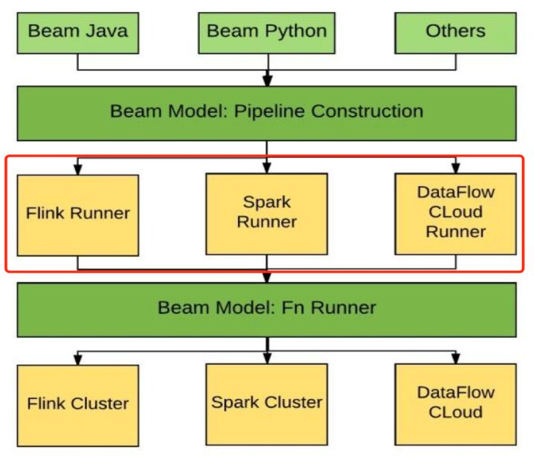 Beam Java
Beam Python
Others
Beam Model: Pipeline Construction
Flink Runner
Spark
Runner
DataFlow
CLoud
Runner
Beam Model: Fn Runner
Flink Cluster
Spark Cluster
DataFlow
CLoud